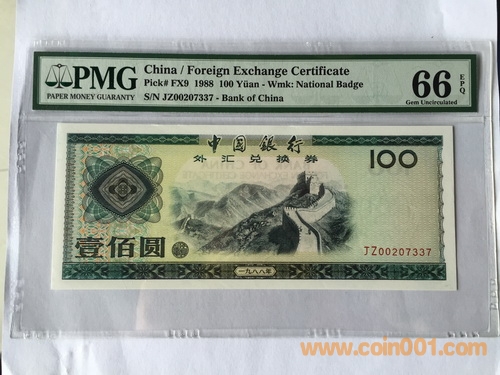 PMG
PAPER MONEY GUARANTY
China / Foreign Exchange Certificate
Pick# FX9 1988 100 Yüan - Wmk: National Badge
S/N JZ00207337 - Bank of China
66 EPQ
Gem Uncirculated
中國銀行
外汇兑换券
100
壹佰圆
JZ00207337
一九八八年
www.coin001.com